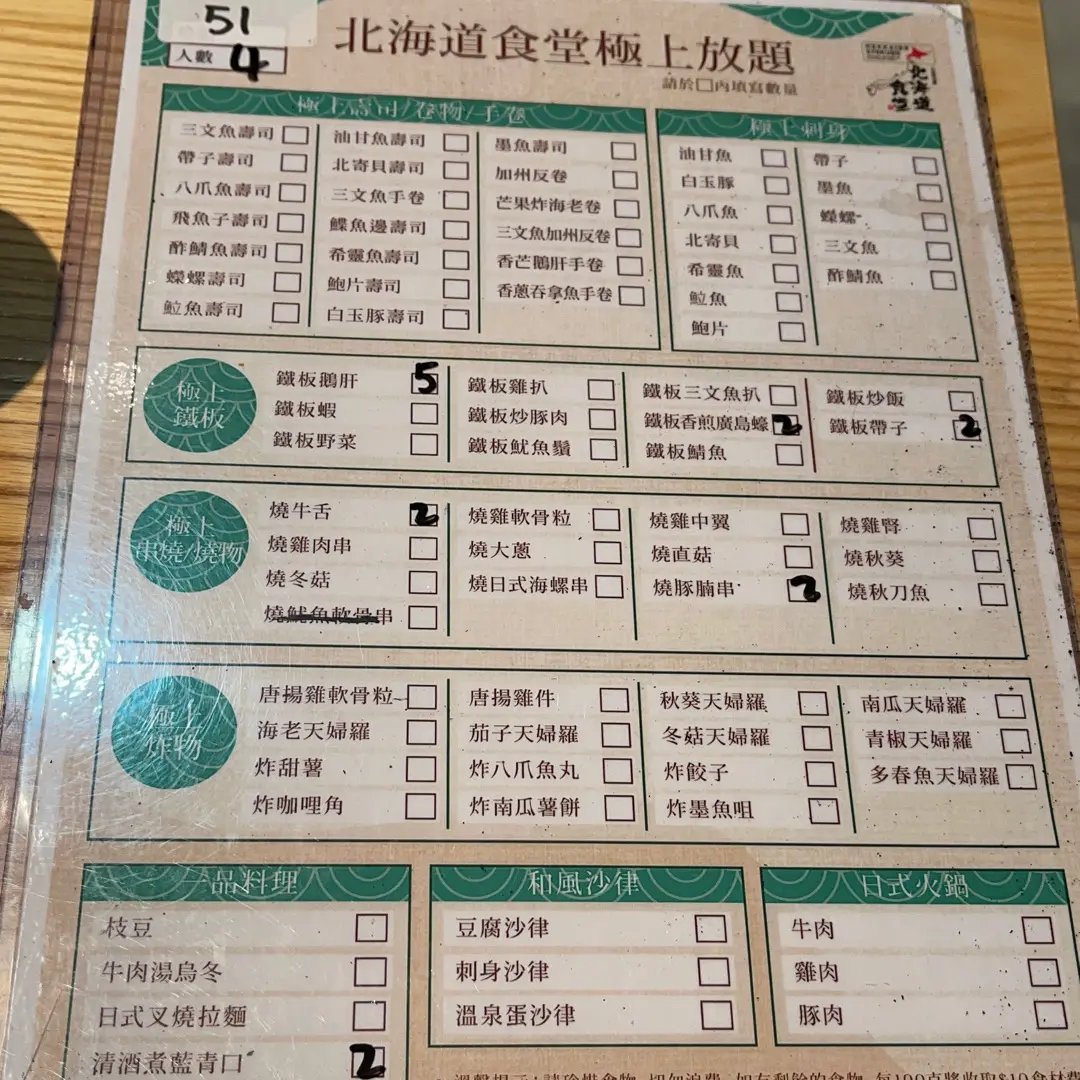 51
人數 4
北海道食堂極上放題
請於□內填寫數量
北海道
食堂
極上壽司/卷物/手卷
三文魚壽司
帶子壽司
八爪魚壽司
飛魚子壽司
酢鯖魚壽司
蠑螺壽司
鮫魚壽司
油甘魚壽司
北寄貝壽司
三文魚手卷
鰈魚邊壽司
希靈魚壽司
鮑片壽司
白玉豚壽司
墨魚壽司
加州反卷
芒果炸海老卷
三文魚加州反卷
香芒鵝肝手卷
香蔥吞拿魚手卷
極上刺身
油甘魚
白玉豚
八爪魚
北寄貝
希靈魚
鮑片
帶子
墨魚
蠑螺
三文魚
酢鯖魚
極上
鐵板
鐵板鵝肝 5
鐵板蝦
鐵板野菜
鐵板雞扒
鐵板炒豚肉
鐵板魷魚鬚
鐵板三文魚扒
鐵板香煎廣島蠔 2
鐵板鯖魚
鐵板炒飯
鐵板帶子 2
極上
串燒/燒物
燒牛舌 2
燒雞肉串
燒冬菇
燒魷魚軟骨串
燒雞軟骨粒
燒大蔥
燒日式海螺串
燒雞中翼
燒直菇
燒豚腩串 2
燒雞腎
燒秋葵
燒秋刀魚
極上
炸物
唐揚雞軟骨粒
海老天婦羅
炸甜薯
炸咖哩角
唐揚雞件
茄子天婦羅
炸八爪魚丸
炸南瓜薯餅
秋葵天婦羅
冬菇天婦羅
炸餃子
炸墨魚咀
南瓜天婦羅
青椒天婦羅
多春魚天婦羅
一品料理
枝豆
牛肉湯烏冬
日式叉燒拉麵
清酒煮藍青口 2
和風沙律
豆腐沙律
刺身沙律
溫泉蛋沙律
日式火鍋
牛肉
雞肉
豚肉